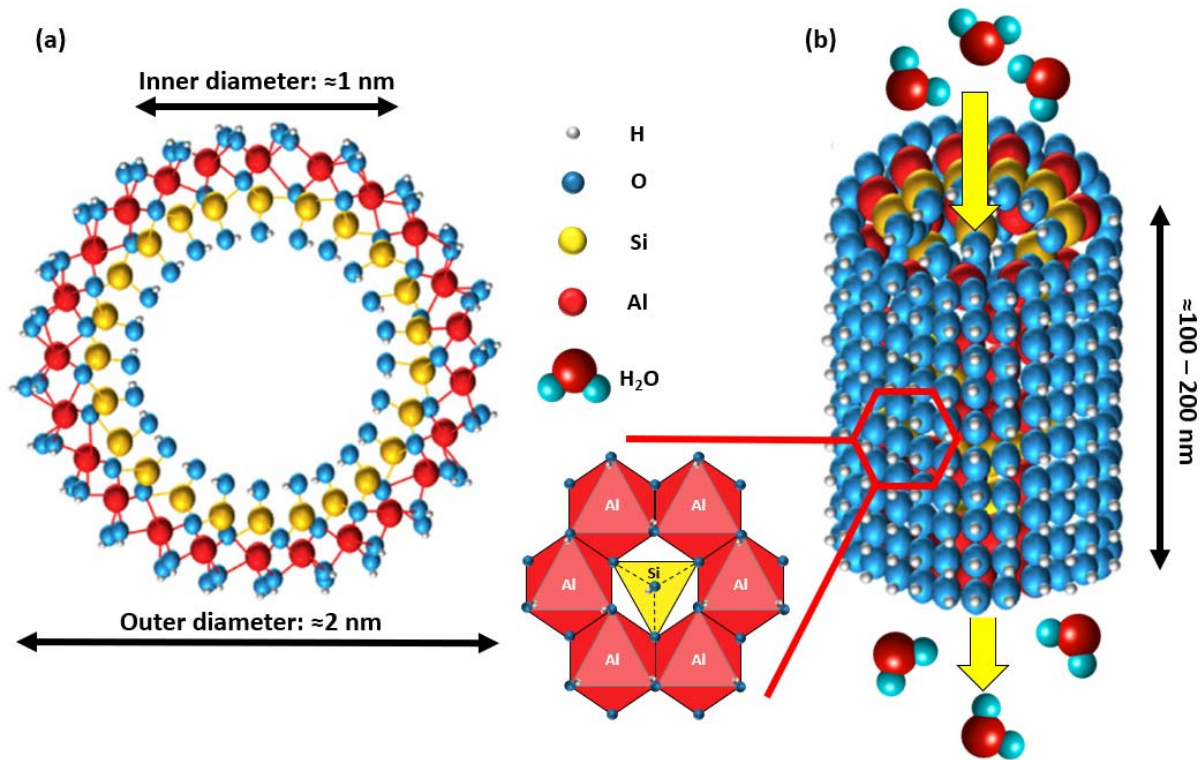 (a)
Inner diameter: ≈1 nm
Outer diameter: ≈2 nm
H
O
Si
Al
H₂O
Al
Al
Al
Si
Al
Al
Al
(b)
≈100 – 200 nm